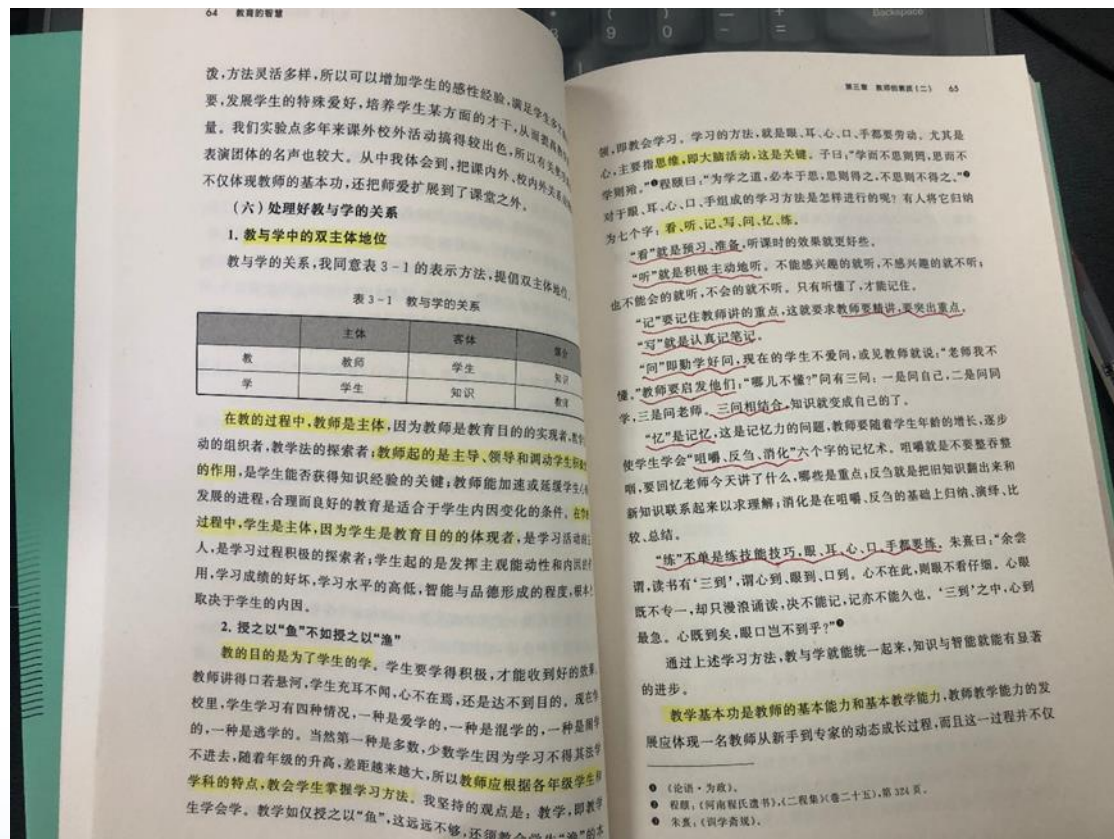 64 教育的智慧
泼,方法灵活多样,所以可以增加学生的感性经验,满足学生多方面
要,发展学生的特殊爱好,培养学生某方面的才干,从而提高教学
量。我们实验点多年来课外校外活动搞得较出色,所以有关
表演团体的名声也较大。从中我体会到,把课内外、校内外关系
不仅体现教师的基本功,还把师爱扩展到了课堂之外。
(六)处理好教与学的关系
1. 教与学中的双主体地位
教与学的关系,我同意表 3-1 的表示方法,提倡双主体地位。
表 3-1 教与学的关系
主体 客体
教 教师 学生 知识
学 学生 知识 教师
在教的过程中,教师是主体,因为教师是教育目的的实现者,教学
动的组织者,教学法的探索者;教师起的是主导、领导和调动学生
的作用,是学生能否获得知识经验的关键;教师能加速或延缓学生心
发展的进程,合理而良好的教育是适合于学生内因变化的条件。在
过程中,学生是主体,因为学生是教育目的的体现者,是学习活动的
人,是学习过程积极的探索者;学生起的是发挥主观能动性和内因的
用,学习成绩的好坏,学习水平的高低,智能与品德形成的程度,根本
取决于学生的内因。
2. 授之以“鱼”不如授之以“渔”
教的目的是为了学生的学。学生要学得积极,才能收到好的效果。
教师讲得口若悬河,学生充耳不闻,心不在焉,还是达不到目的。现在
校里,学生学习有四种情况,一种是爱学的,一种是混学的,一种是
的,一种是逃学的。当然第一种是多数,少数学生因为学习不得其法学
不进去,随着年级的升高,差距越来越大,所以教师应根据各年级学生和
学科的特点,教会学生掌握学习方法。我坚持的观点是:教学,即教学
生学会学。教学如仅授之以“鱼”,这远远不够,还须教会学生“渔”的本
第三章 教师的素质(二) 65
领,即教会学习。学习的方法,就是眼、耳、心、口、手都要劳动。尤其是
心,主要指思维,即大脑活动,这是关键。子曰:“学而不思则罔,思而不
学则殆。”❶程颐曰:“为学之道,必本于思,思则得之,不思则不得之。”❷
对于眼、耳、心、口、手组成的学习方法是怎样进行的呢?有人将它归纳
为七个字:看、听、记、写、问、忆、练。
“看”就是预习、准备,听课时的效果就更好些。
“听”就是积极主动地听。不能感兴趣的就听,不感兴趣的就不听;
也不能会的就听,不会的就不听。只有听懂了,才能记住。
“记”要记住教师讲的重点,这就要求教师要精讲,要突出重点。
“写”就是认真记笔记。
“问”即勤学好问,现在的学生不爱问,或见教师就说:“老师我不
懂。”教师要启发他们:“哪儿不懂?”问有三问:一是问自己,二是问同
学,三是问老师。三问相结合,知识就变成自己的了。
“忆”是记忆,这是记忆力的问题,教师要随着学生年龄的增长,逐步
使学生学会“咀嚼、反刍、消化”六个字的记忆术。咀嚼就是不要整吞整
咽,要回忆老师今天讲了什么,哪些是重点;反刍就是把旧知识翻出来和
新知识联系起来以求理解;消化是在咀嚼、反刍的基础上归纳、演绎、比
较、总结。
“练”不单是练技能技巧,眼、耳、心、口、手都要练。朱熹曰:“余尝
谓,读书有‘三到’,谓心到、眼到、口到。心不在此,则眼不看仔细。心眼
既不专一,却只漫浪诵读,决不能记,记亦不能久也。‘三到’之中,心到
最急。心既到矣,眼口岂不到乎?”❸
通过上述学习方法,教与学就能统一起来,知识与智能就能有显著
的进步。
教学基本功是教师的基本能力和基本教学能力,教师教学能力的发
展应体现一名教师从新手到专家的动态成长过程,而且这一过程并不仅
❶ 《论语·为政》。
❷ 程颐:《河南程氏遗书》,《二程集》(卷二十五),第 324 页。
❸ 朱熹:《训学斋规》。
8 9 0 - =
Backspace